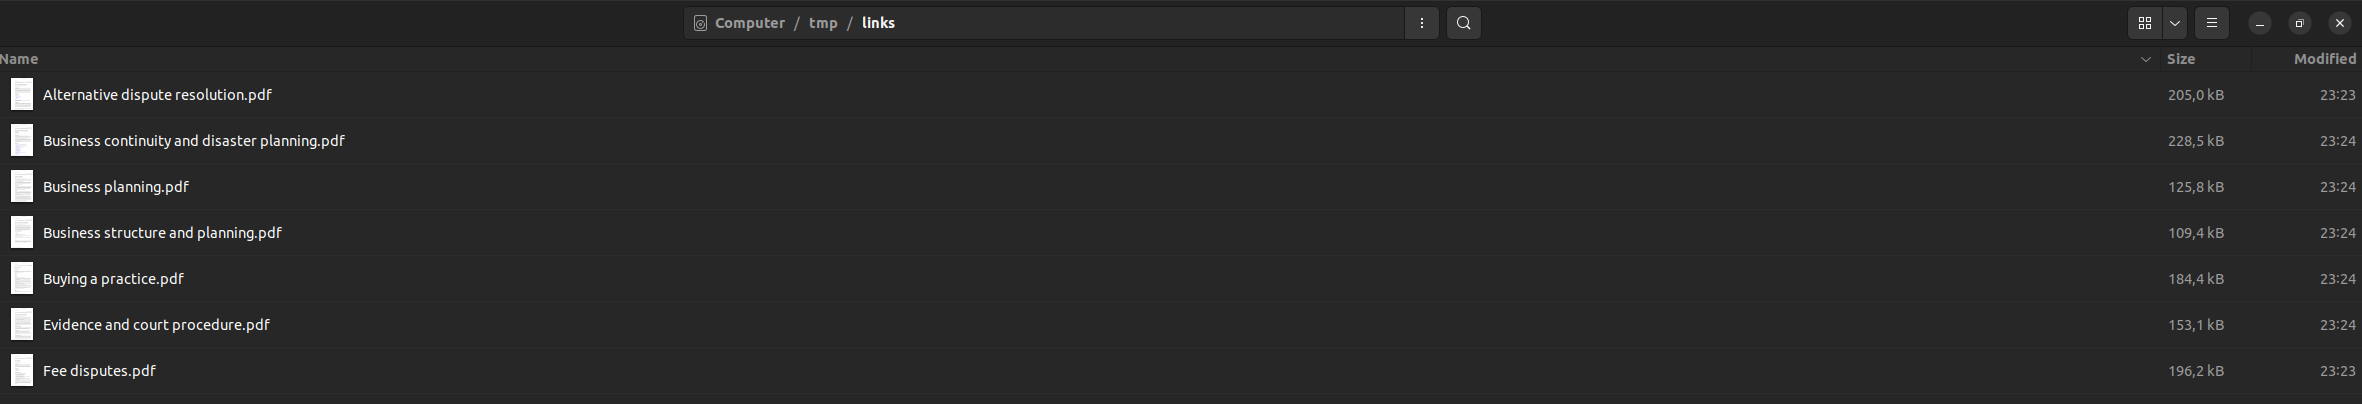 Computer / tmp / links
Name Size Modified
Alternative dispute resolution.pdf 205,0 kB 23:23
Business continuity and disaster planning.pdf 228,5 kB 23:24
Business planning.pdf 125,8 kB 23:24
Business structure and planning.pdf 109,4 kB 23:24
Buying a practice.pdf 184,4 kB 23:24
Evidence and court procedure.pdf 153,1 kB 23:24
Fee disputes.pdf 196,2 kB 23:23